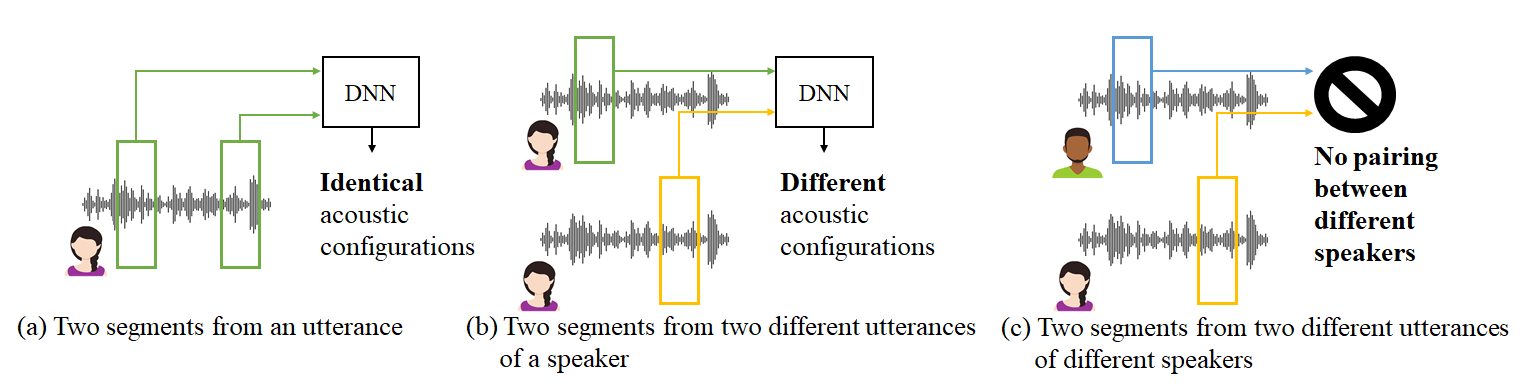 DNN
Identical
acoustic
configurations
(a) Two segments from an utterance
DNN
Different
acoustic
configurations
(b) Two segments from two different utterances
of a speaker
No pairing
between
different
speakers
(c) Two segments from two different utterances
of different speakers